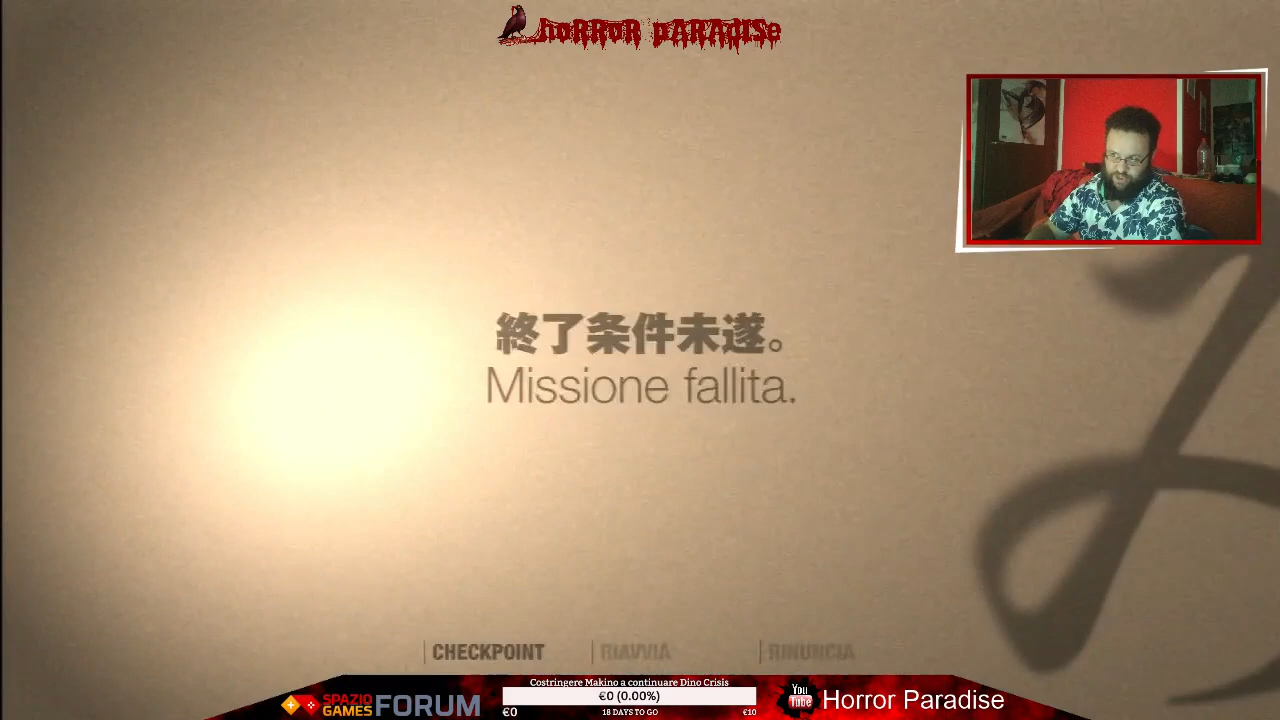 HORROR PARADISE
終了条件未遂。
Missione fallita.
CHECKPOINT
RIAVVIA
RINUNCIA
Costringere Makino a continuare Dino Crisis
€0 (0.00%)
€0
18 DAYS TO GO
€10
SPAZIO
GAMES
FORUM
You
Tube
Horror Paradise